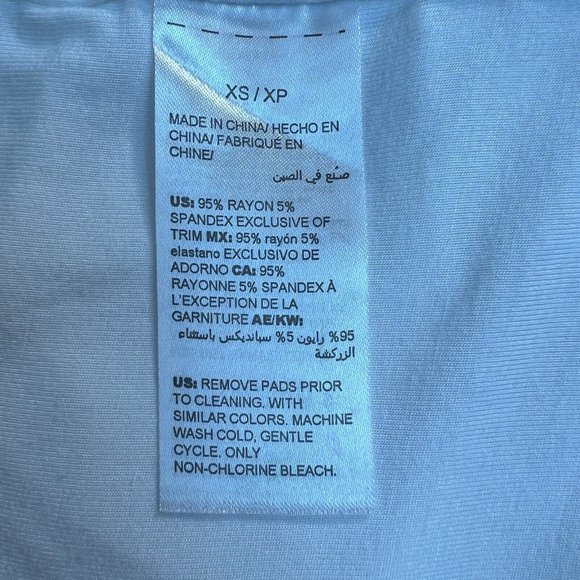 XS / XP
MADE IN CHINA/ HECHO EN
CHINA/ FABRIQUÉ EN
CHINE/
صنع في الصين
US: 95% RAYON 5%
SPANDEX EXCLUSIVE OF
TRIM MX: 95% rayón 5%
elastano EXCLUSIVO DE
ADORNO CA: 95%
RAYONNE 5% SPANDEX À
L'EXCEPTION DE LA
GARNITURE AE/KW:
95% رايون 5% سباندیکس باستثناء
الزركشة
US: REMOVE PADS PRIOR
TO CLEANING. WITH
SIMILAR COLORS. MACHINE
WASH COLD, GENTLE
CYCLE. ONLY
NON-CHLORINE BLEACH.